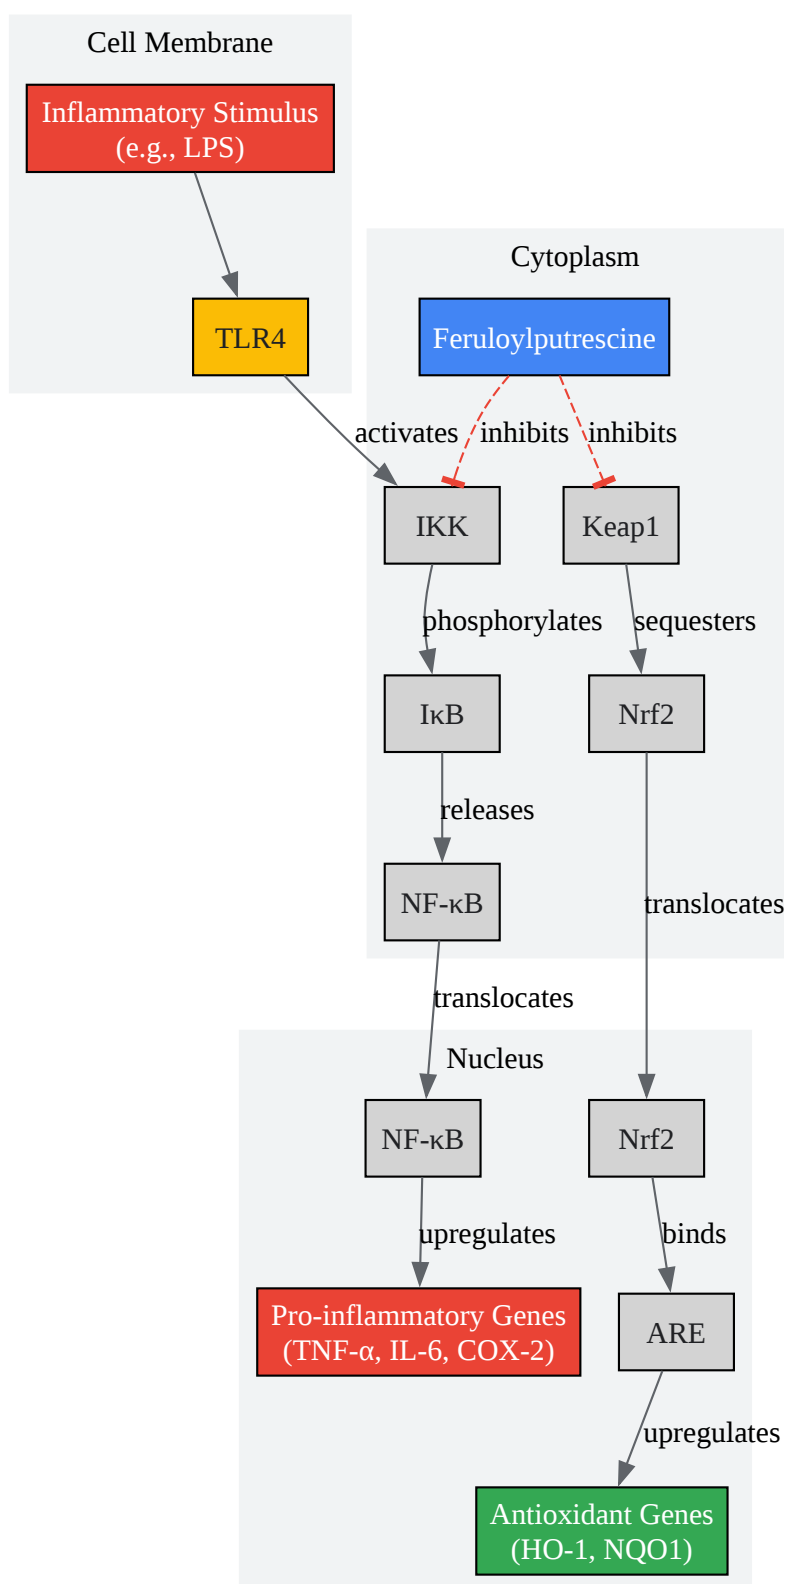 Cell Membrane
Inflammatory Stimulus
(e.g., LPS)
Cytoplasm
TLR4
Feruloylputrescine
activates
inhibits
inhibits
IKK
Keap1
phosphorylates
sequesters
IκB
Nrf2
releases
NF-κB
translocates
translocates
Nucleus
NF-κB
Nrf2
upregulates
binds
Pro-inflammatory Genes
(TNF-α, IL-6, COX-2)
ARE
upregulates
Antioxidant Genes
(HO-1, NQO1)